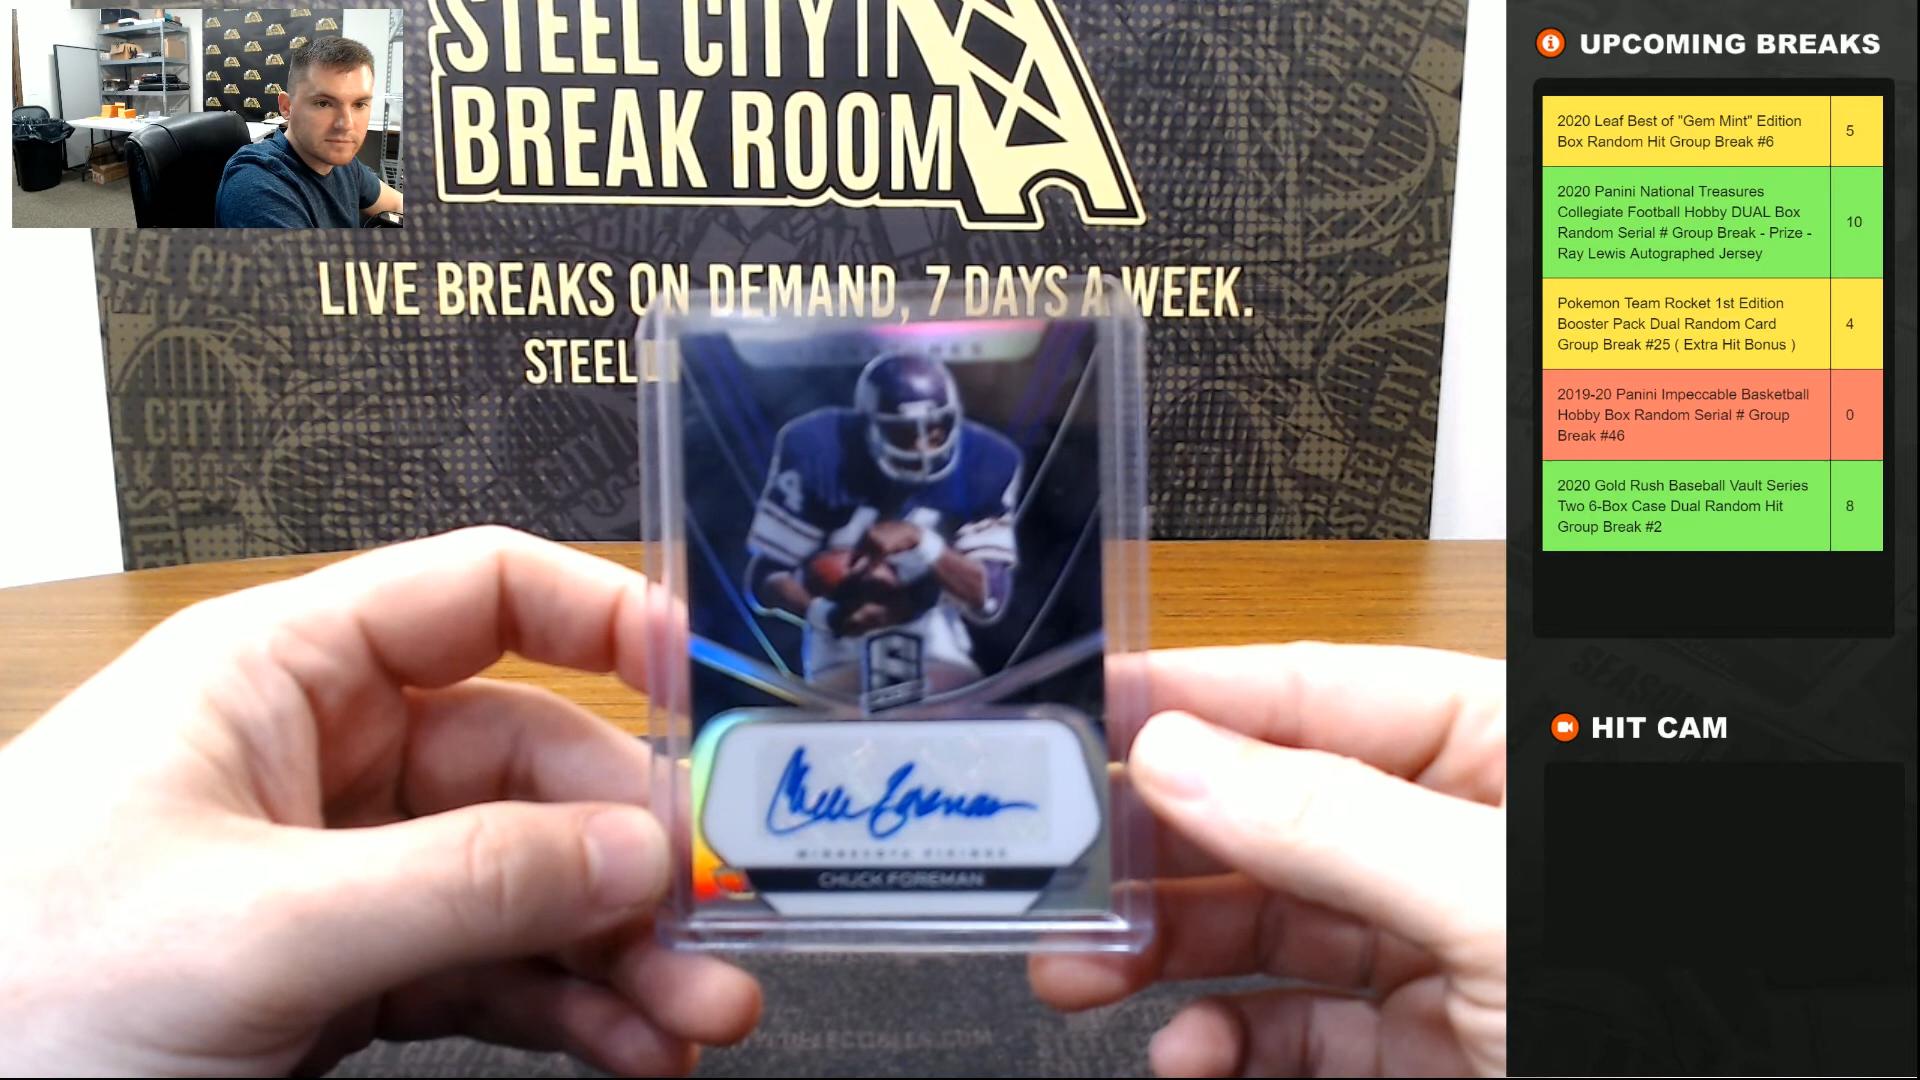 STEEL CITY
BREAK ROOM
LIVE BREAKS ON DEMAND, 7 DAYS A WEEK.
CHUCK FOREMAN
MINNESOTA VIKINGS
Chuck Foreman
UPCOMING BREAKS
2020 Leaf Best of "Gem Mint" Edition
Box Random Hit Group Break #6
5
2020 Panini National Treasures
Collegiate Football Hobby DUAL Box
Random Serial # Group Break - Prize -
Ray Lewis Autographed Jersey
10
Pokemon Team Rocket 1st Edition
Booster Pack Dual Random Card
Group Break #25 ( Extra Hit Bonus )
4
2019-20 Panini Impeccable Basketball
Hobby Box Random Serial # Group
Break #46
0
2020 Gold Rush Baseball Vault Series
Two 6-Box Case Dual Random Hit
Group Break #2
8
HIT CAM